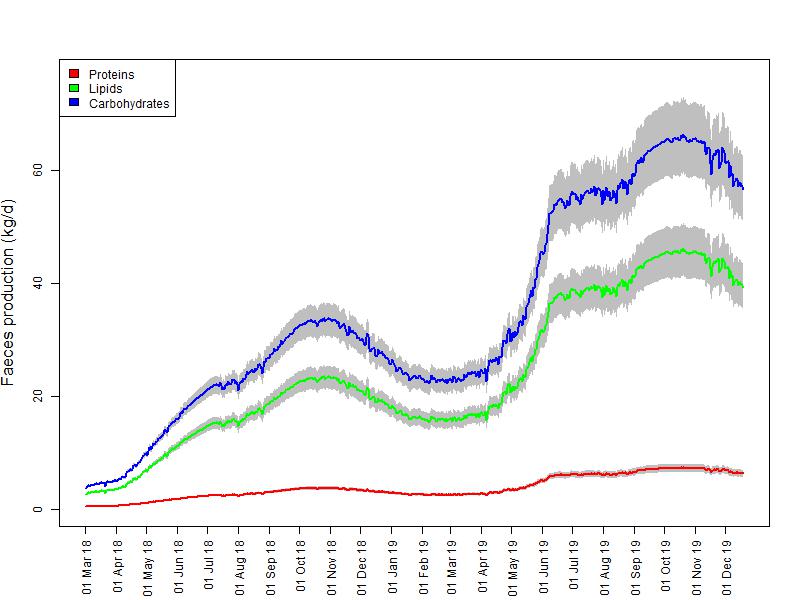 Proteins
Lipids
Carbohydrates
Faeces production (kg/d)
60
40
20
0
01 Mar 18
01 Apr 18
01 May 18
01 Jun 18
01 Jul 18
01 Aug 18
01 Sep 18
01 Oct 18
01 Nov 18
01 Dec 18
01 Jan 19
01 Feb 19
01 Mar 19
01 Apr 19
01 May 19
01 Jun 19
01 Jul 19
01 Aug 19
01 Sep 19
01 Oct 19
01 Nov 19
01 Dec 19